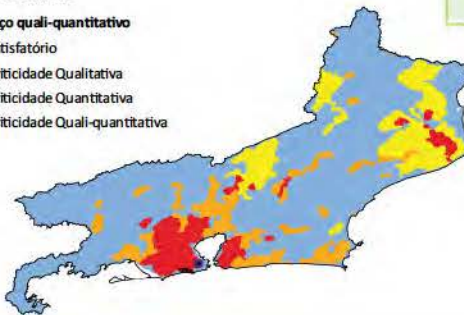 ço quali-quantitativo
tisfatório
iticidade Qualitativa
iticidade Quantitativa
iticidade Quali-quantitativa